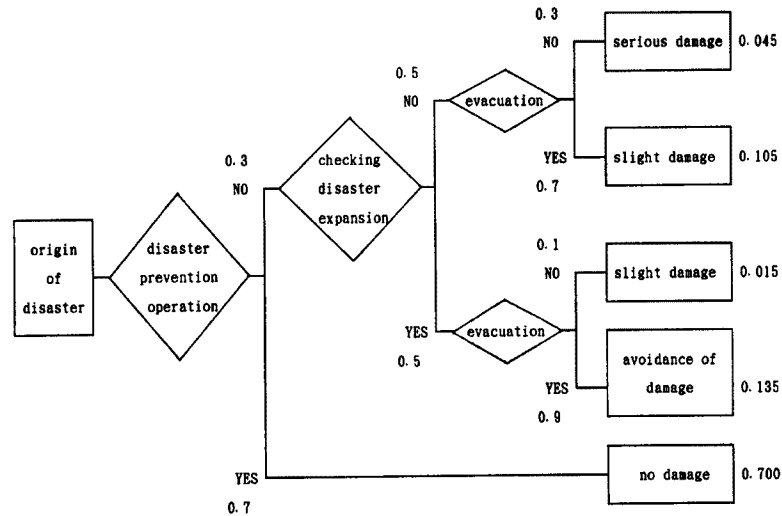 0. 3
NO
serious damage
0.045
0. 5
NO
evacuation
YES
0. 7
slight damage
0.105
0. 3
NO
checking
disaster
expansion
origin
of
disaster
disaster
prevention
operation
0. 1
NO
slight damage
0.015
YES
0. 5
evacuation
YES
0. 9
avoidance of
damage
0.135
YES
0. 7
no damage
0.700